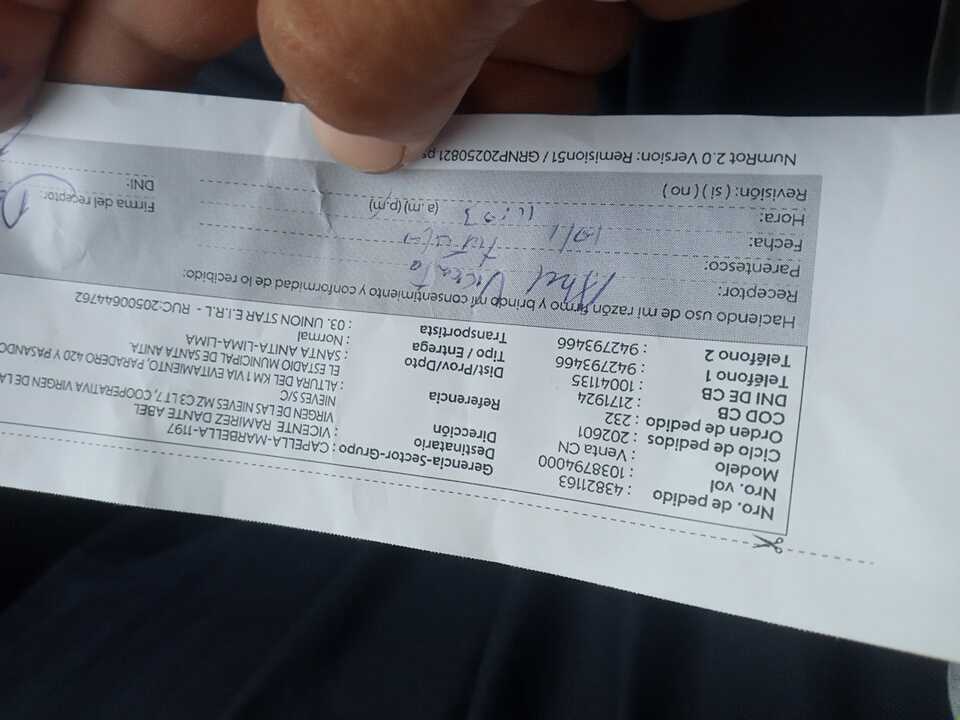 Nro. de pedido : 43821163
Nro. vol : 1038794000
Modelo : Venta CN
Ciclo de pedidos : 202601
Orden de pedido : 232
COD CB : 2171924
DNI DE CB : 10041135
Teléfono 1 : 942793466
Teléfono 2 : 942793466
Gerencia-Sector-Grupo : CAPELLA-MARBELLA-1197
Destinatario : VICENTE RAMIREZ DANTE ABEL
Dirección : VIRGEN DE LAS NIEVES MZ C3 LT 7, COOPERATIVA VIRGEN DE LA
NIEVES S/C
Referencia : ALTURA DEL KM 1 VIA EVITAMIENTO, PARADERO 420 Y PASANDO
EL ESTADIO MUNICIPAL DE SANTA ANITA.
Dist/Prov/Dpto : SANTA ANITA-LIMA-LIMA
Tipo / Entrega : Normal
Transportista : 03. UNION STAR E.I.R.L - RUC:20500644762
Haciendo uso de mi razón firmo y brindo mi consentimiento y conformidad de lo recibido:
Receptor: Abel Vicente
Parentesco:
Fecha:
Hora: (a.m) (p.m)
Revisión: ( si ) ( no )
Firma del receptor:
DNI:
NumRot 2.0 Version: Remision51 / GRNP20250821